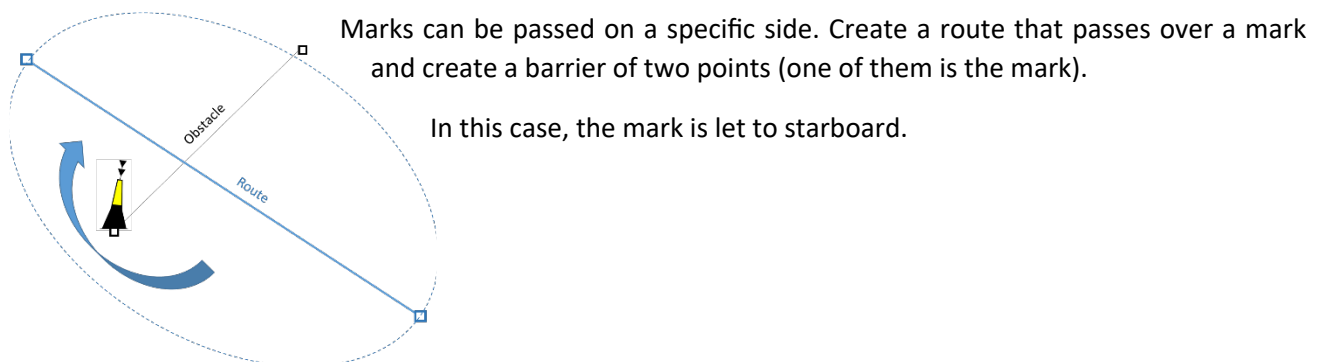 Marks can be passed on a specific side. Create a route that passes over a mark
and create a barrier of two points (one of them is the mark).
Obstacle
In this case, the mark is let to starboard.
Route